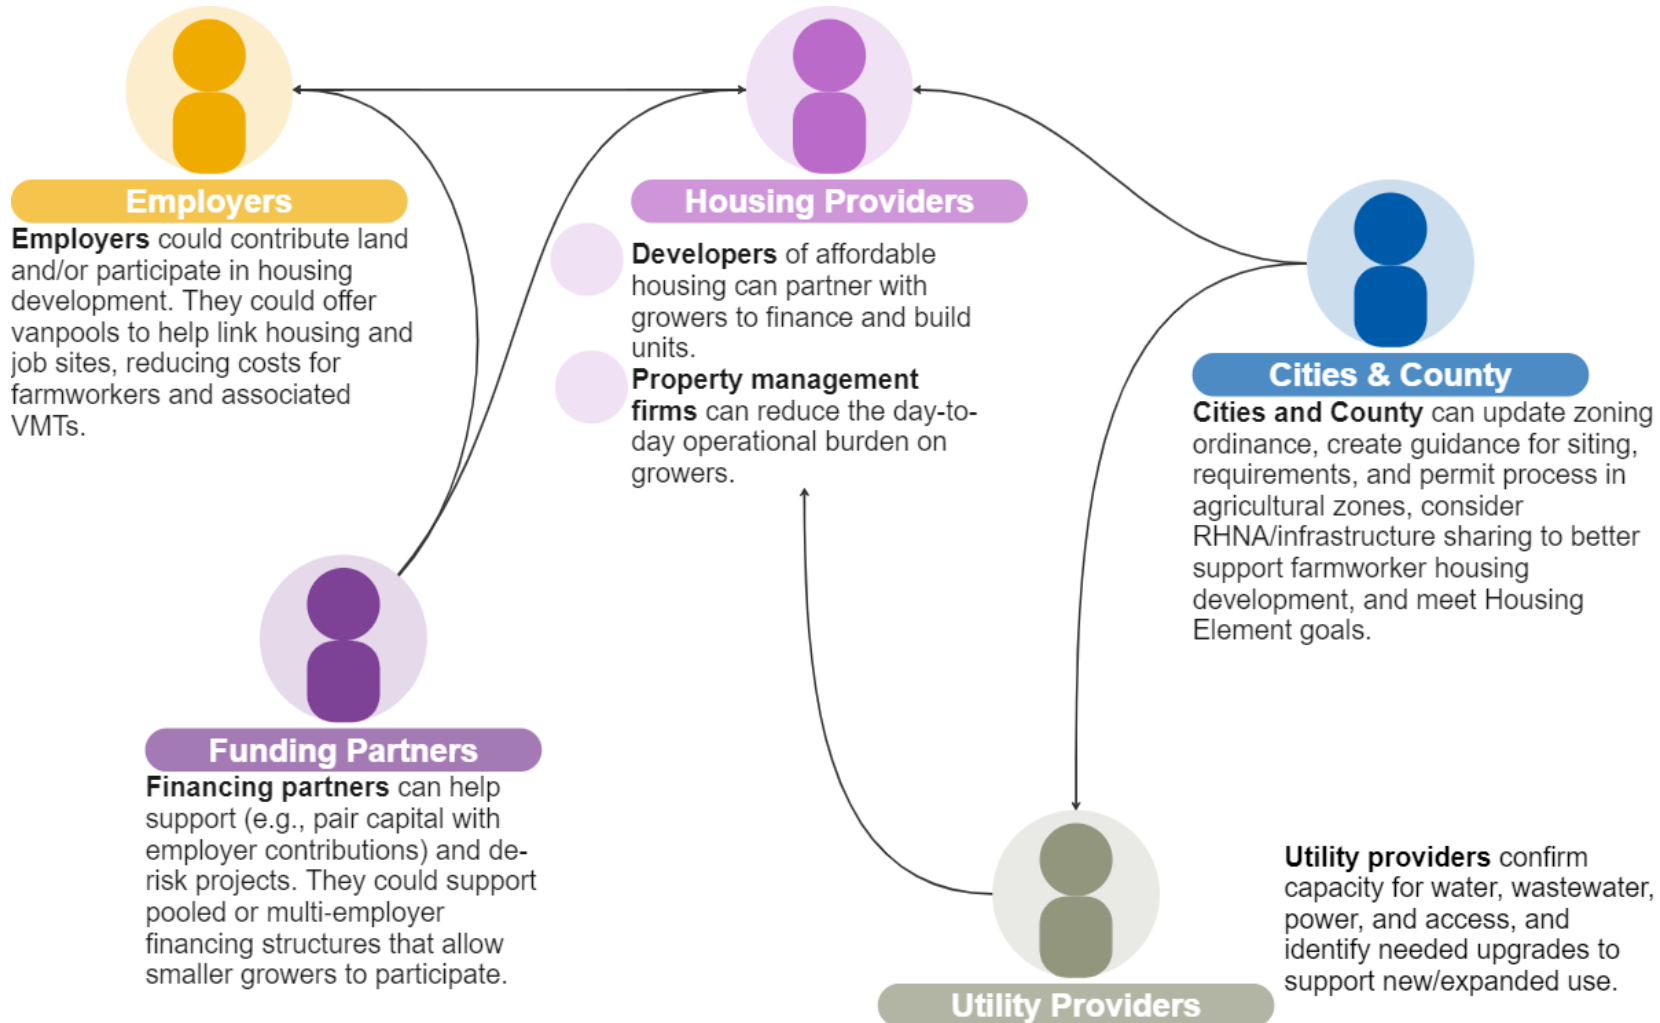 Employers
Employers could contribute land
and/or participate in housing
development. They could offer
vanpools to help link housing and
job sites, reducing costs for
farmworkers and associated
VMTs.
Housing Providers
Developers of affordable
housing can partner with
growers to finance and build
units.
Property management
firms can reduce the day-to-
day operational burden on
growers.
Cities & County
Cities and County can update zoning
ordinance, create guidance for siting,
requirements, and permit process in
agricultural zones, consider
RHNA/infrastructure sharing to better
support farmworker housing
development, and meet Housing
Element goals.
Funding Partners
Financing partners can help
support (e.g., pair capital with
employer contributions) and de-
risk projects. They could support
pooled or multi-employer
financing structures that allow
smaller growers to participate.
Utility Providers
Utility providers confirm
capacity for water, wastewater,
power, and access, and
identify needed upgrades to
support new/expanded use.